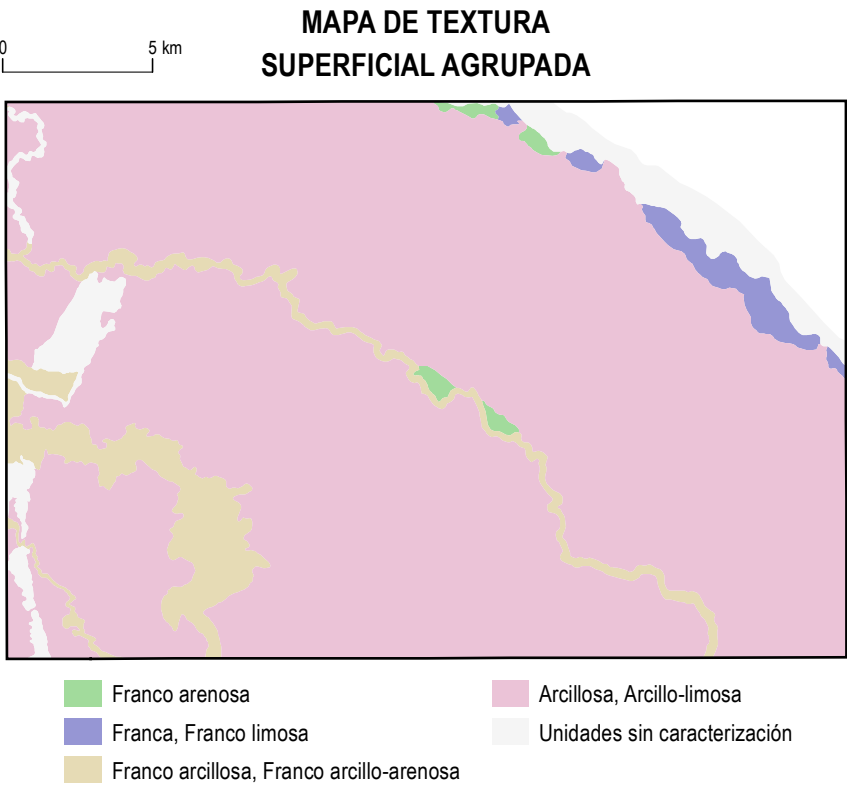 MAPA DE TEXTURA
SUPERFICIAL AGRUPADA
0 5 km
Franco arenosa
Franca, Franco limosa
Franco arcillosa, Franco arcillo-arenosa
Arcillosa, Arcillo-limosa
Unidades sin caracterización